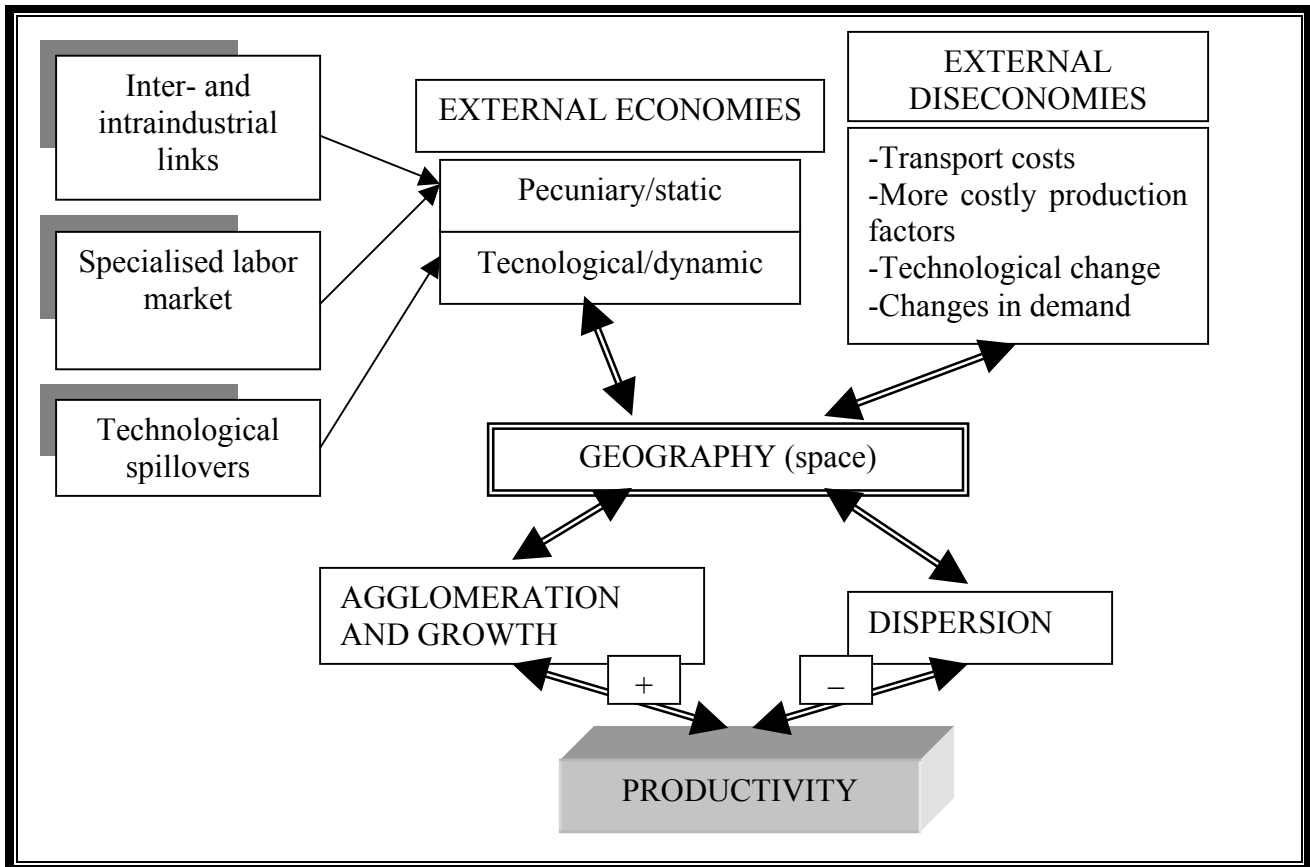 Inter- and
intraindustrial
links
Specialised labor
market
Technological
spillovers
EXTERNAL ECONOMIES
Pecuniary/static
Tecnological/dynamic
EXTERNAL
DISECONOMIES
-Transport costs
-More costly production
factors
-Technological change
-Changes in demand
GEOGRAPHY (space)
AGGLOMERATION
AND GROWTH
DISPERSION
+
–
PRODUCTIVITY